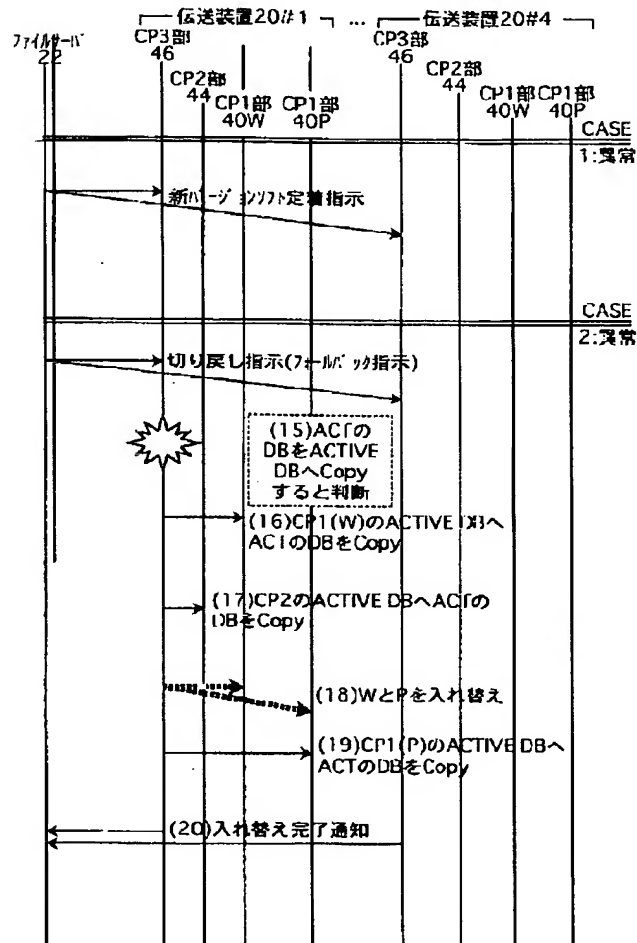 伝送装置20#1 ... 伝送装置20#4
ファイルサーバ
22
CP3部
46
CP2部
44
CP1部
40W
CP1部
40P
CP3部
46
CP2部
44
CP1部
40W
CP1部
40P
CASE
1:異常
新バージョンソフト定着指示
CASE
2:異常
切り戻し指示(フォールバック指示)
(15)ACTの
DBをACTIVE
DBへCopy
すると判断
(16)CP1(W)のACTIVE DBへ
ACTのDBをCopy
(17)CP2のACTIVE DBへACTの
DBをCopy
(18)WとPを入れ替え
(19)CP1(P)のACTIVE DBへ
ACTのDBをCopy
(20)入れ替え完了通知